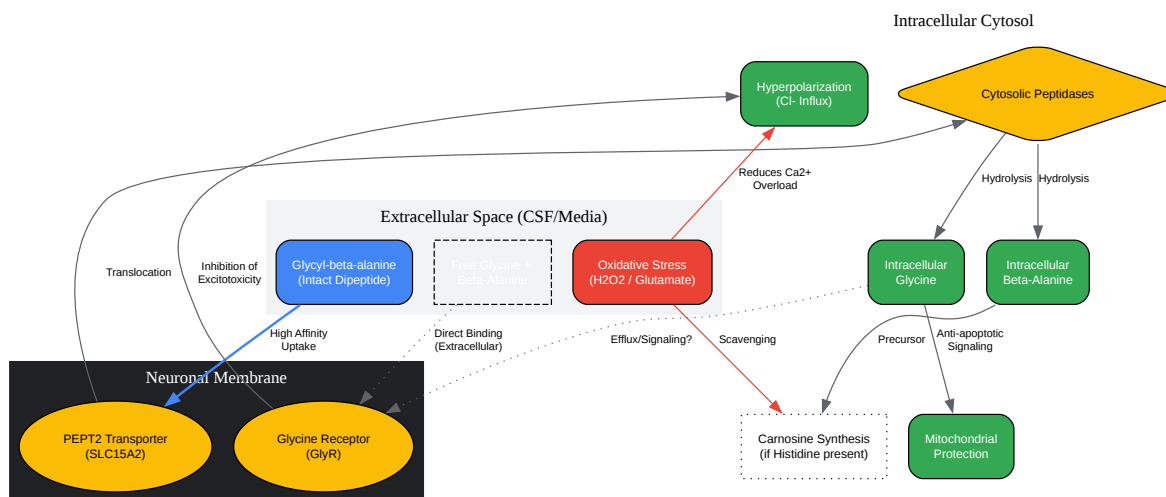 Intracellular Cytosol
Hyperpolarization
(Cl- Influx)
Cytosolic Peptidases
Reduces Ca2+
Overload
Hydrolysis
Hydrolysis
Extracellular Space (CSF/Media)
Glycyl-beta-alanine
(Intact Dipeptide)
Free Glycine +
Beta-Alanine
Oxidative Stress
(H2O2 / Glutamate)
Intracellular
Glycine
Intracellular
Beta-Alanine
Translocation
Inhibition of
Excitotoxicity
High Affinity
Uptake
Direct Binding
(Extracellular)
Efflux/Signaling?
Scavenging
Precursor
Anti-apoptotic
Signaling
Neuronal Membrane
PEPT2 Transporter
(SLC15A2)
Glycine Receptor
(GlyR)
Carnosine Synthesis
(if Histidine present)
Mitochondrial
Protection